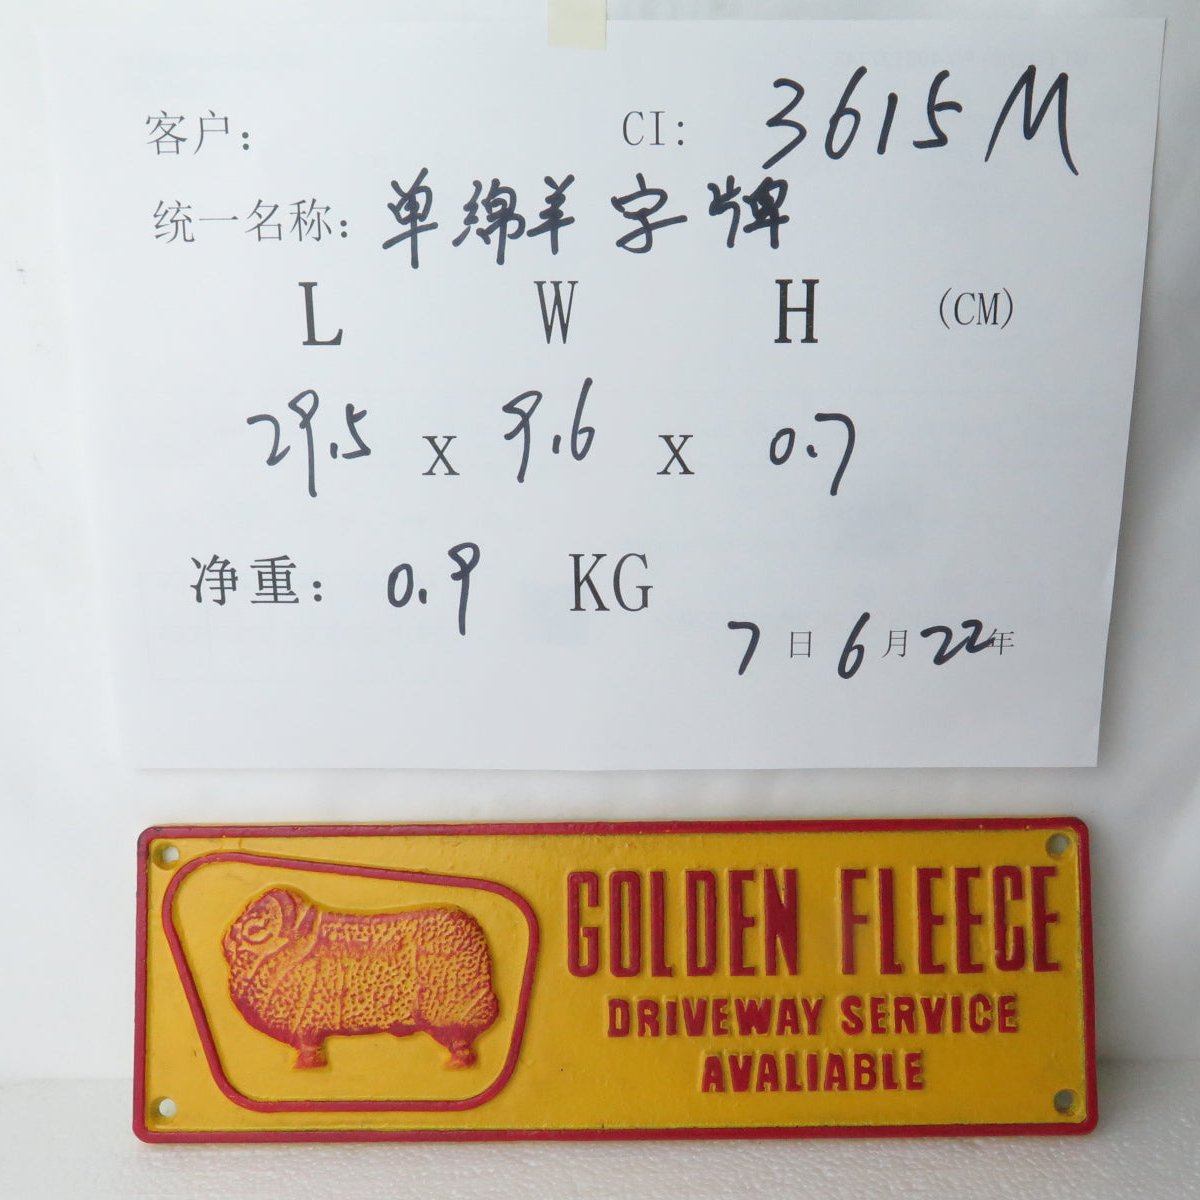 客户： CI: 3615M
统一名称：单绵羊字牌
L W H (CM)
29.5 x 9.6 x 0.7
净重：0.9 KG
7日6月22年
GOLDEN FLEECE
DRIVEWAY SERVICE
AVALIABLE